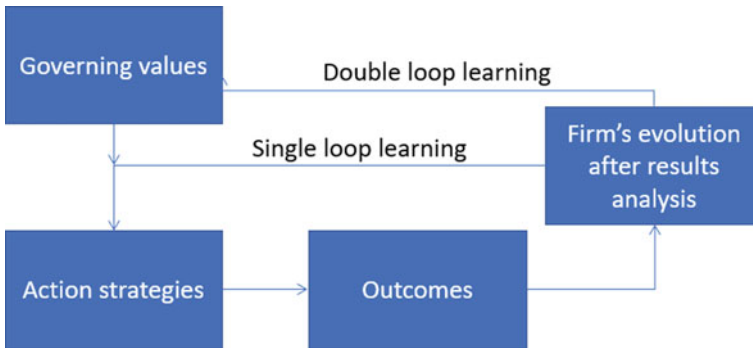 Governing values
Double loop learning
Single loop learning
Firm's evolution
after results
analysis
Action strategies
Outcomes